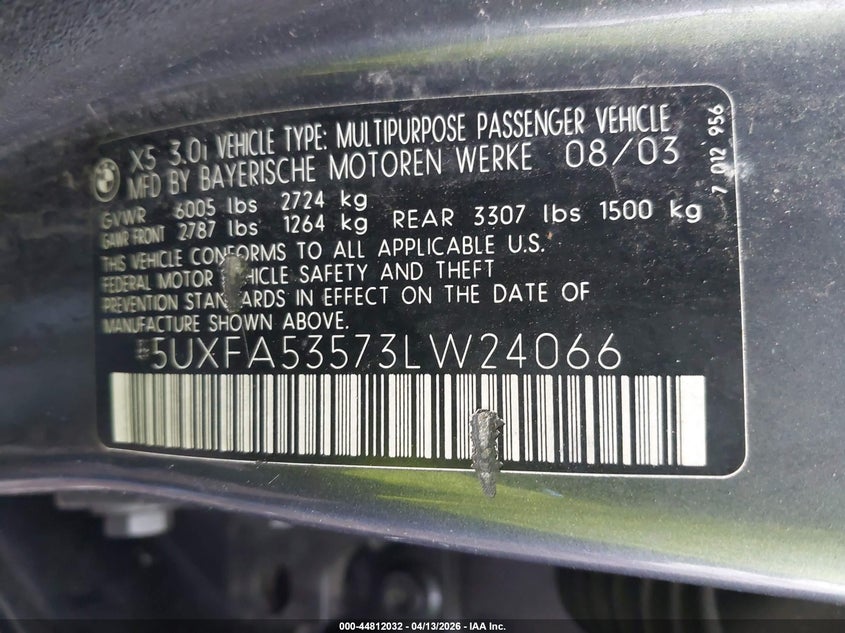 X5 3.0i VEHICLE TYPE: MULTIPURPOSE PASSENGER VEHICLE
MFD BY BAYERISCHE MOTOREN WERKE 08/03
GVWR 6005 lbs 2724 kg
GAWR FRONT 2787 lbs 1264 kg REAR 3307 lbs 1500 kg
THIS VEHICLE CONFORMS TO ALL APPLICABLE U.S.
FEDERAL MOTOR VEHICLE SAFETY AND THEFT
PREVENTION STANDARDS IN EFFECT ON THE DATE OF
MANUFACTURE SHOWN ABOVE.
5UXFA53573LW24066
7 012 956
000-44812032 - 04/13/2026 - IAA Inc.